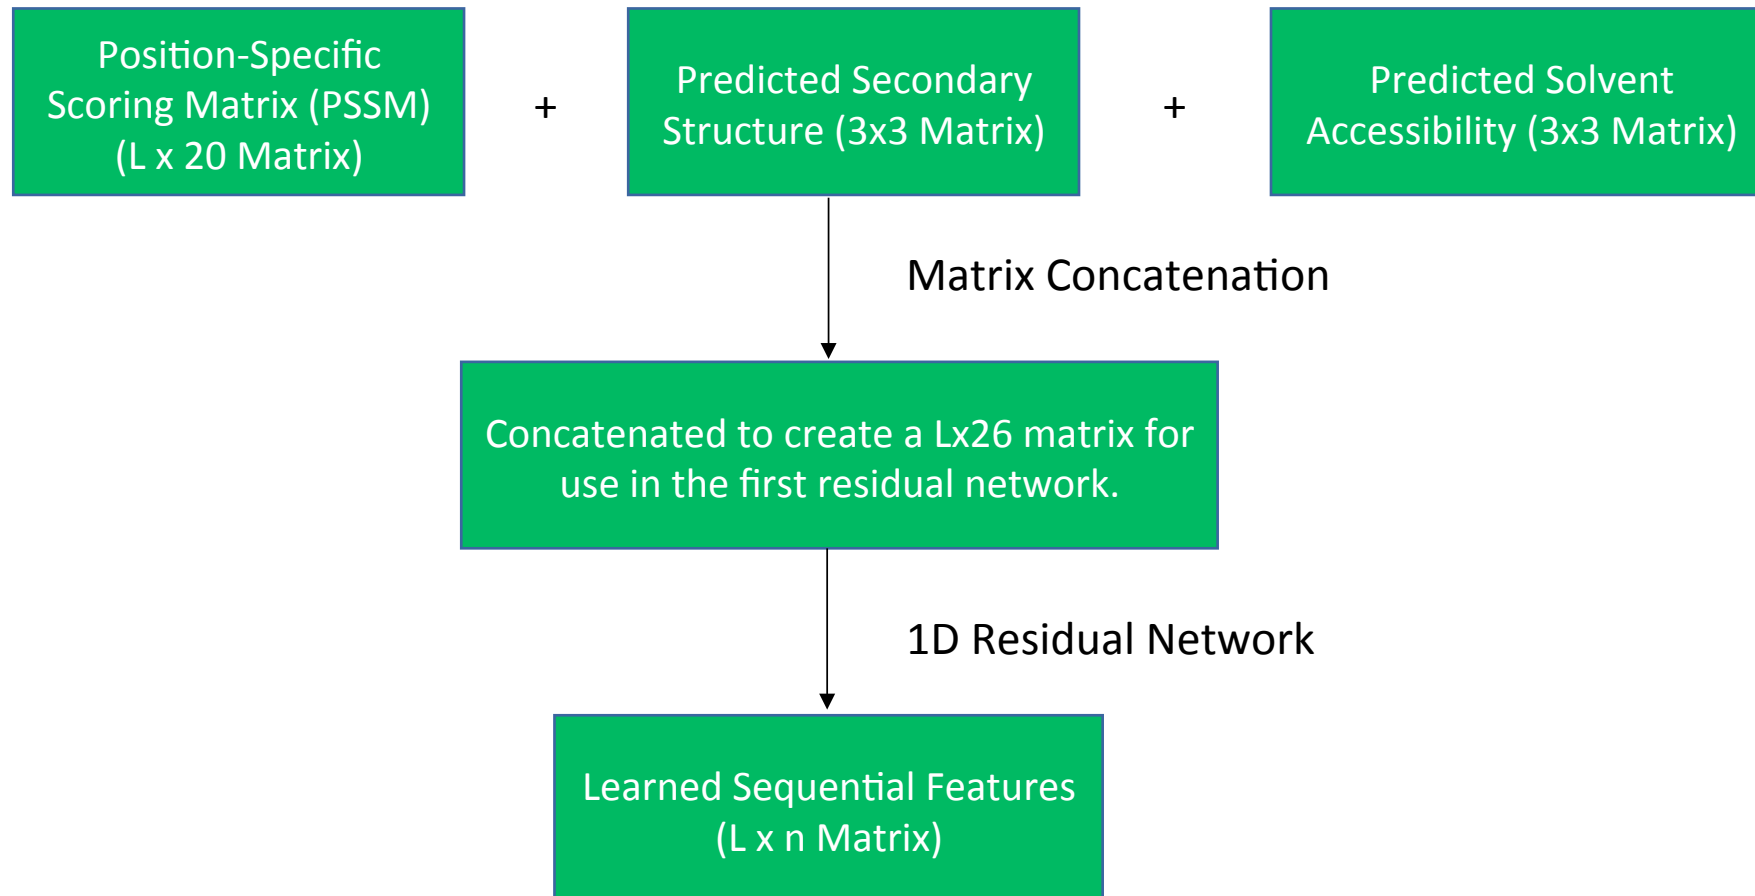 Position-Specific
Scoring Matrix (PSSM)
(L x 20 Matrix)
+
Predicted Secondary
Structure (3x3 Matrix)
+
Predicted Solvent
Accessibility (3x3 Matrix)
Matrix Concatenation
Concatenated to create a Lx26 matrix for
use in the first residual network.
1D Residual Network
Learned Sequential Features
(L x n Matrix)